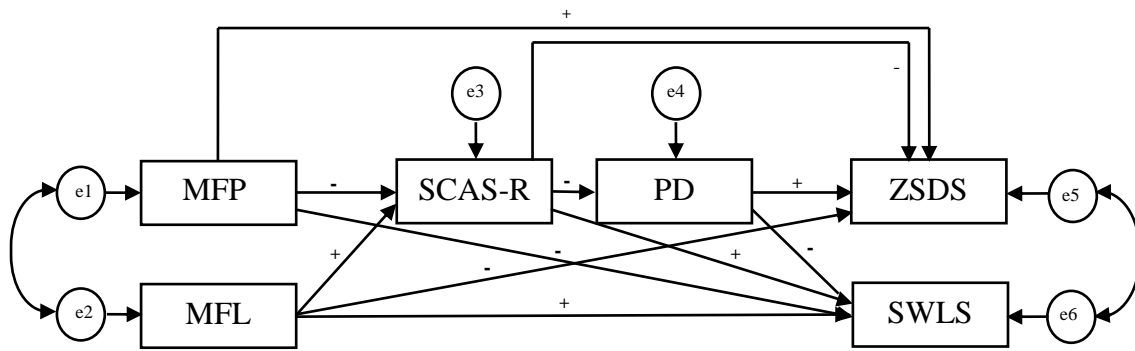 +
-
e3
e4
e1
MFP
-
SCAS-R
-
PD
+
ZSDS
e5
+
-
-
+
-
e2
MFL
+
SWLS
e6